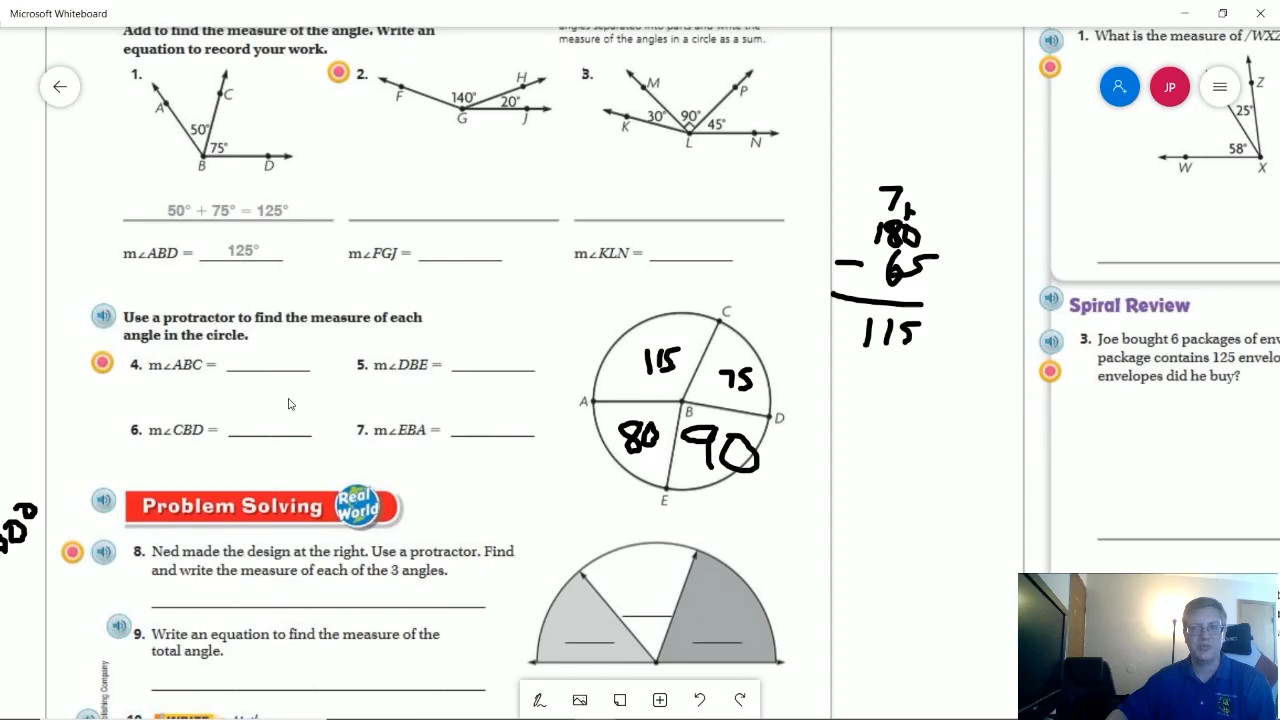 Microsoft Whiteboard
Add to find the measure of the angle. Write an
equation to record your work.
angles separated into parts and write the
measure of the angles in a circle as a sum.
1.
A
C
50°
75°
B
D
50° + 75° = 125°
m∠ABD = 125°
2.
F
H
140°
20°
G
J
m∠FGJ =
3.
M
P
K
30°
90°
45°
L
N
m∠KLN =
Use a protractor to find the measure of each
angle in the circle.
4. m∠ABC =
5. m∠DBE =
6. m∠CBD =
7. m∠EBA =
C
115
75
A
B
D
80
90
E
7
1
180
- 65
115
Problem Solving
Real
World
8. Ned made the design at the right. Use a protractor. Find
and write the measure of each of the 3 angles.
9. Write an equation to find the measure of the
total angle.
10. WRITE Math
plishing Company
1. What is the measure of ∠WXZ
JP
Z
25°
58°
W
X
Spiral Review
3. Joe bought 6 packages of env
package contains 125 envelo
envelopes did he buy?